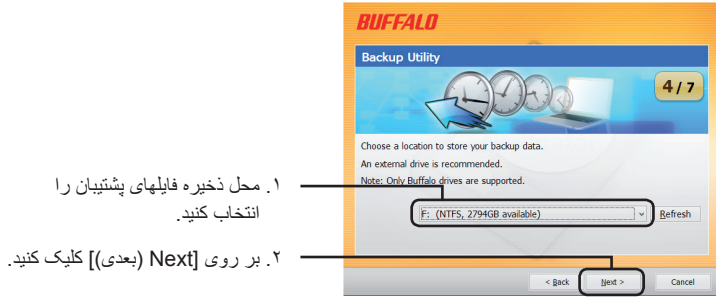 BUFFALO
Backup Utility
4 / 7
Choose a location to store your backup data.
An external drive is recommended.
Note: Only Buffalo drives are supported.
F: (NTFS, 2794GB available)
Refresh
< Back
Next >
Cancel
۱. محل ذخیره فایلهای پشتیبان را
انتخاب کنید.
۲. بر روی [Next (بعدی)] کلیک کنید.